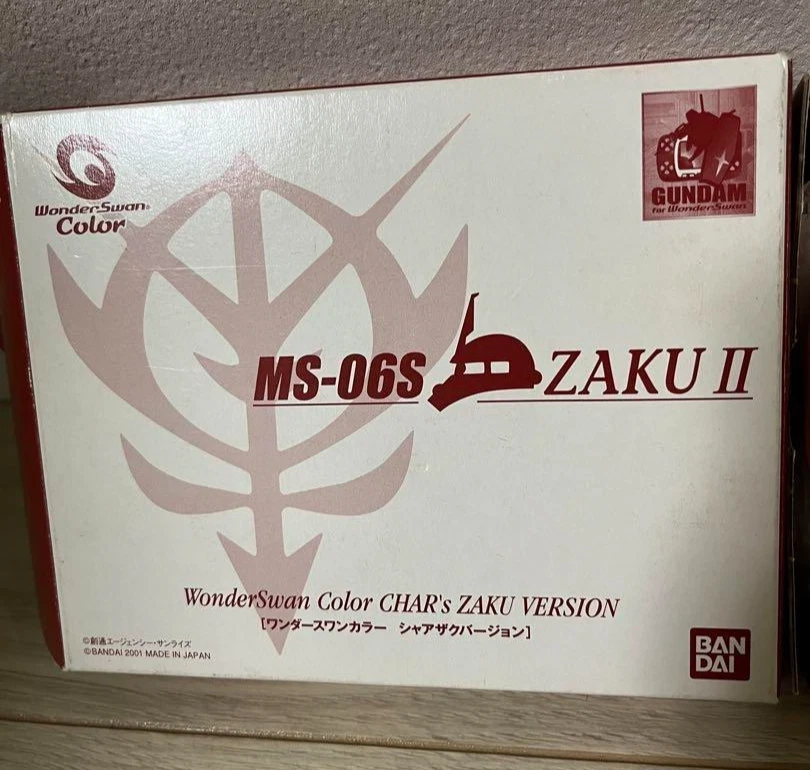 WonderSwan
Color
GUNDAM
for WonderSwan
MS-06S ZAKU II
WonderSwan Color CHAR's ZAKU VERSION
[ワンダースワンカラー シャアザクバージョン]
©創通エージェンシー・サンライズ
©BANDAI 2001 MADE IN JAPAN
BAN
DAI